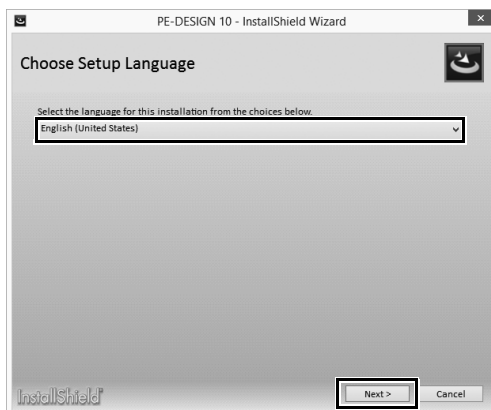 PE-DESIGN 10 - InstallShield Wizard
Choose Setup Language
Select the language for this installation from the choices below.
English (United States)
InstallShield
Next >
Cancel